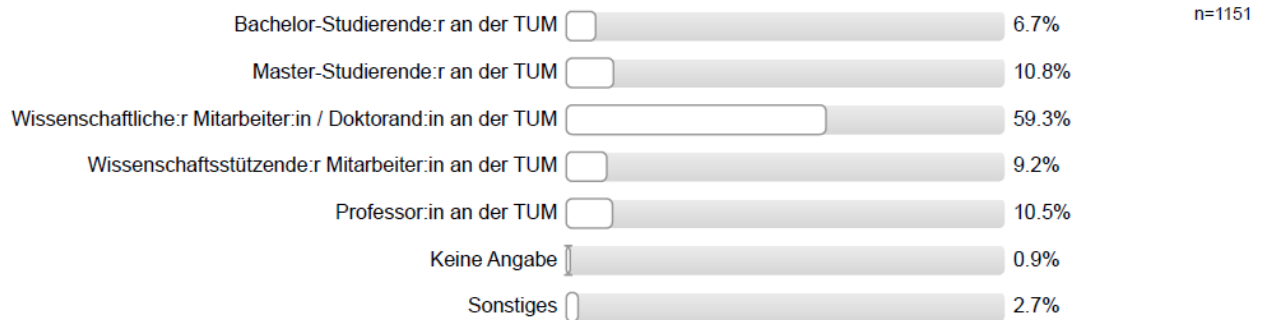 Bachelor-Studierende:r an der TUM 6.7% n=1151
Master-Studierende:r an der TUM 10.8%
Wissenschaftliche:r Mitarbeiter:in / Doktorand:in an der TUM 59.3%
Wissenschaftsstützende:r Mitarbeiter:in an der TUM 9.2%
Professor:in an der TUM 10.5%
Keine Angabe 0.9%
Sonstiges 2.7%